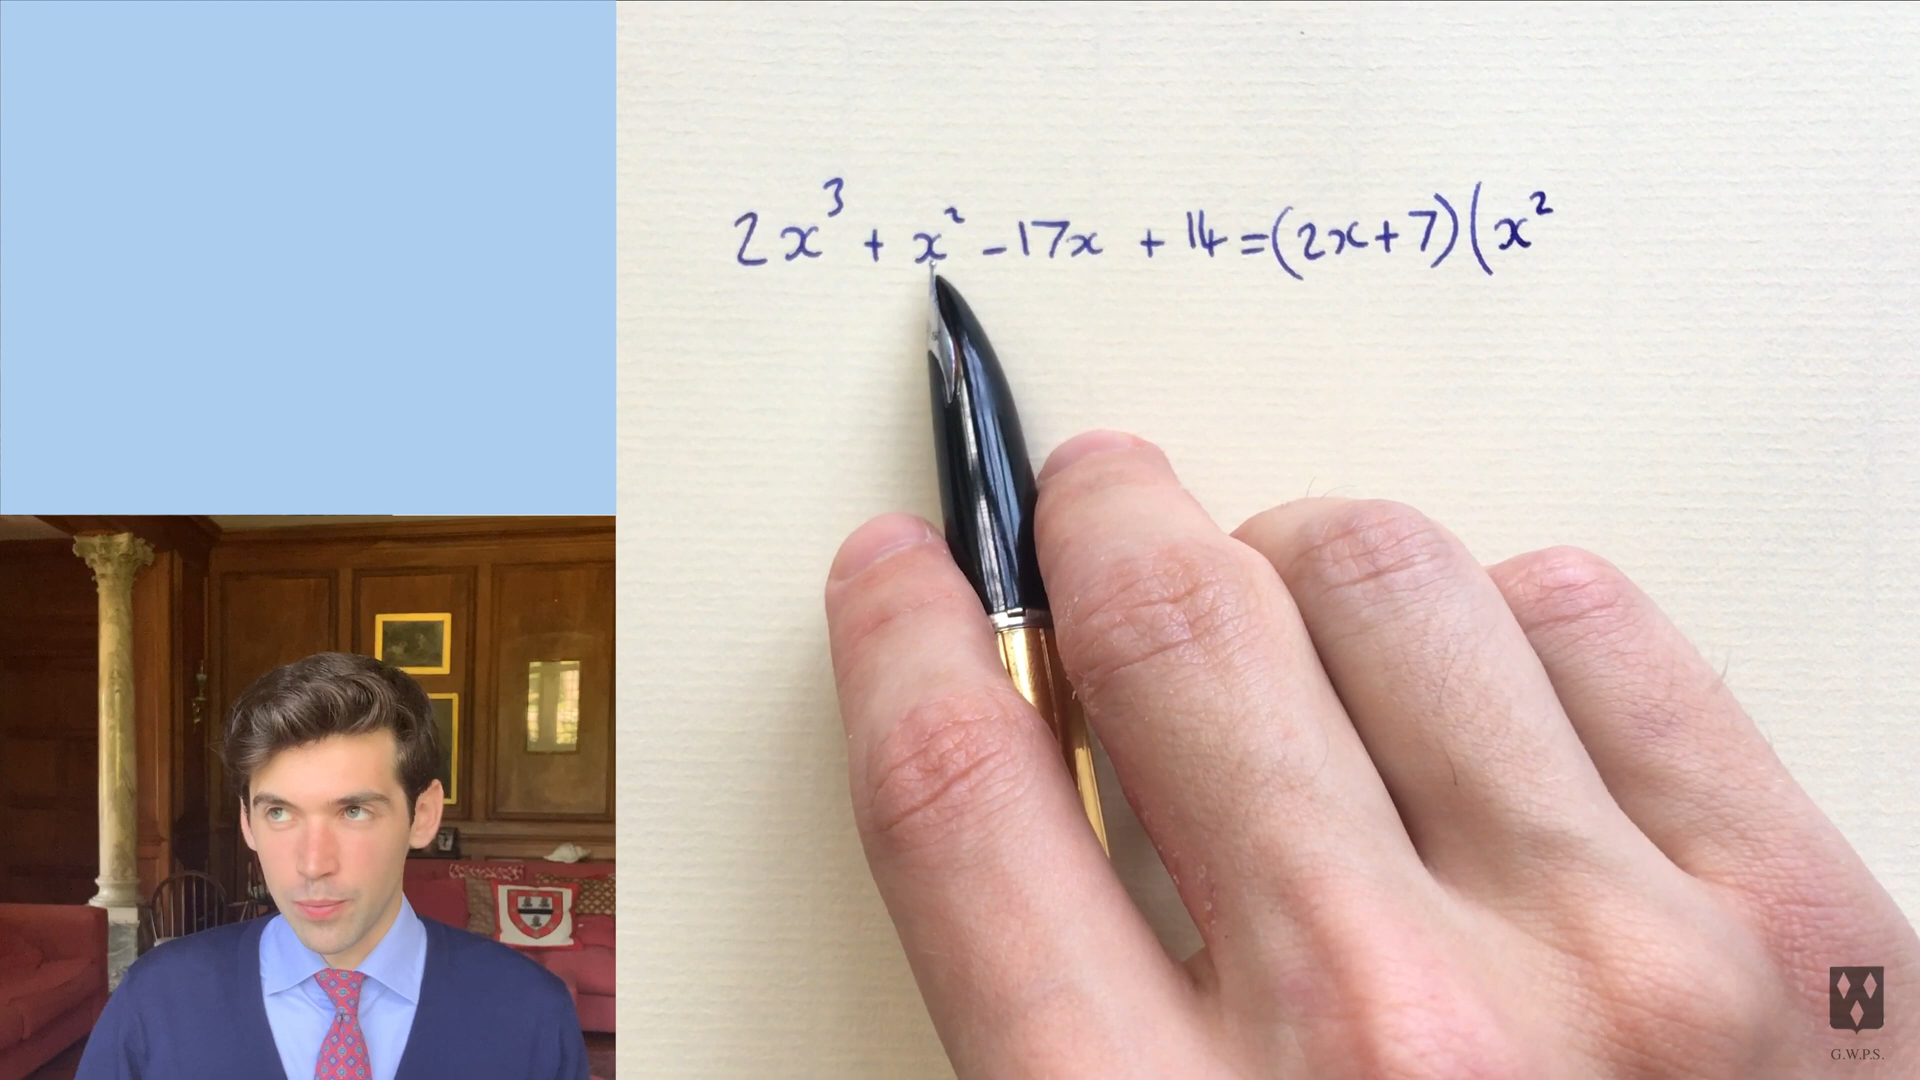 2x³ + x² - 17x + 14 = (2x + 7)(x²
G.W.P.S.